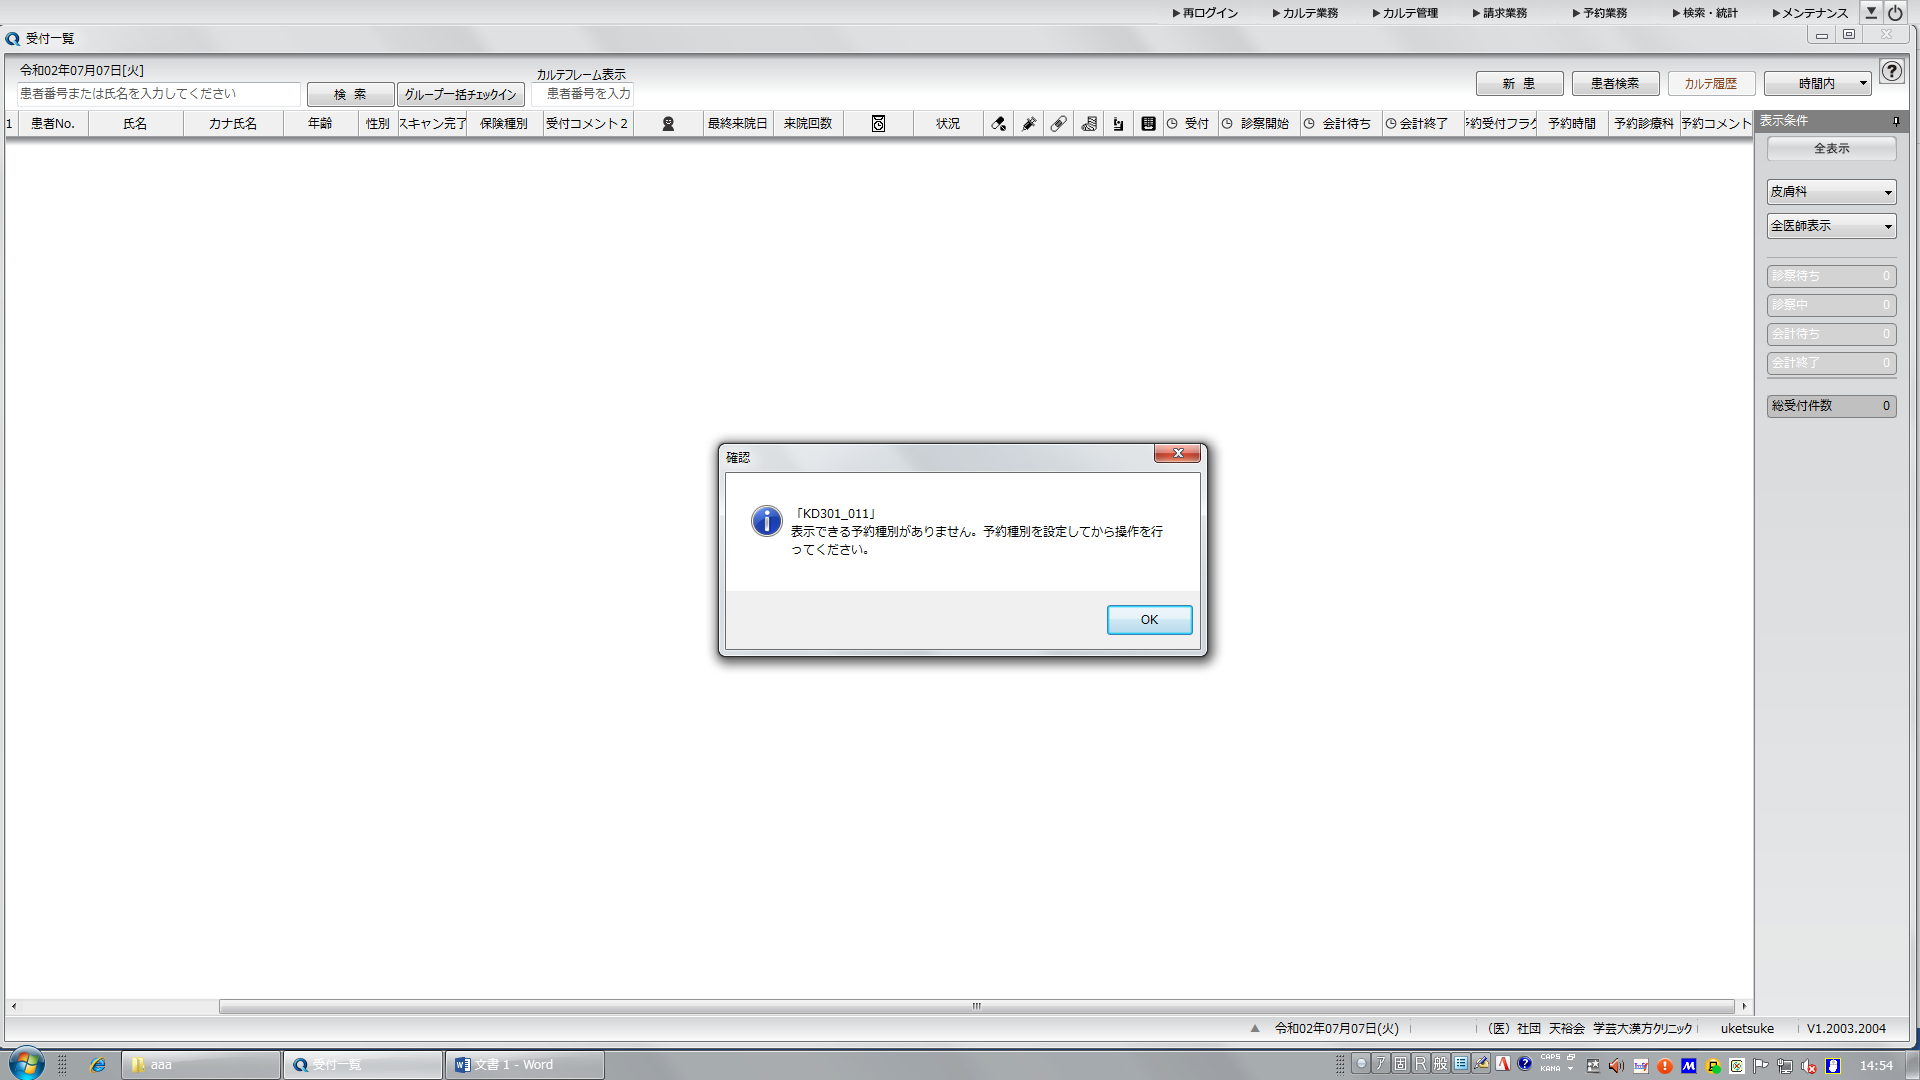 ▶再ログイン ▶カルテ業務 ▶カルテ管理 ▶請求業務 ▶予約業務 ▶検索・統計 ▶メンテナンス
受付一覧
令和02年07月07日[火]
カルテフレーム表示
患者番号または氏名を入力してください 検 索 グループ一括チェックイン 患者番号を入力
新 患 患者検索 カルテ履歴 時間内 ?
1 患者No. 氏名 カナ氏名 年齢 性別 スキャン完了 保険種別 受付コメント2 最終来院日 来院回数 状況 受付 診察開始 会計待ち 会計終了 予約受付フラグ 予約時間 予約診療科 予約コメント
表示条件
全表示
皮膚科
全医師表示
診察待ち 0
診察中 0
会計待ち 0
会計終了 0
総受付件数 0
確認
「KD301_011」
表示できる予約種別がありません。予約種別を設定してから操作を行
ってください。
OK
▲ 令和02年07月07日(火) (医)社団 天裕会 学芸大漢方クリニック uketsuke V1.2003.2004
aaa 受付一覧 文書 1 - Word
ア 固 R 般 CAPS KANA 14:54